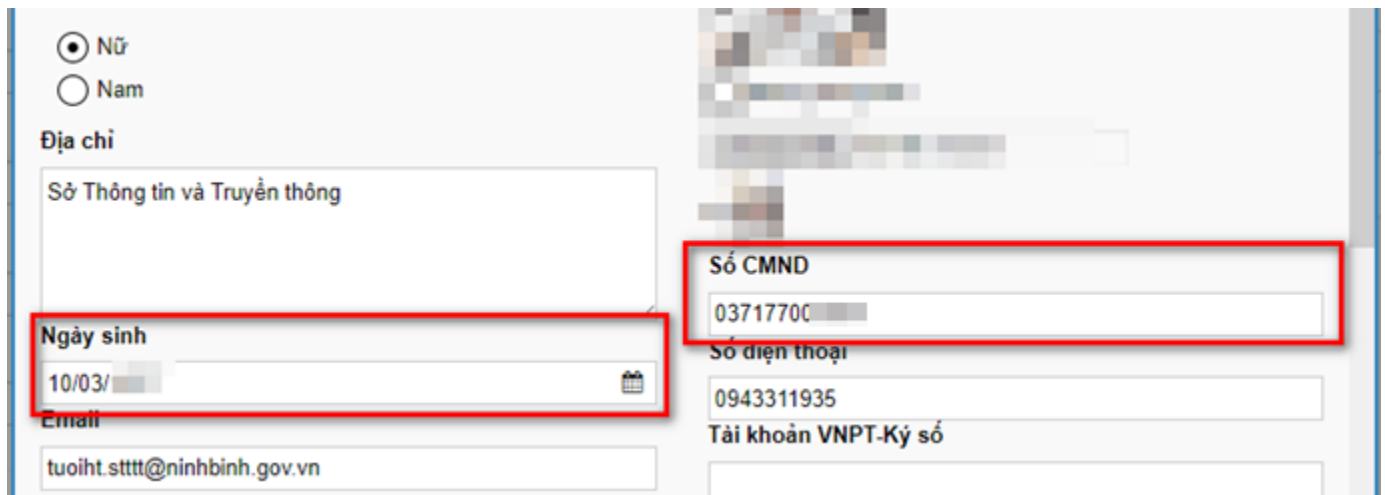 Nữ
Nam
Địa chỉ
Sở Thông tin và Truyền thông
Ngày sinh
10/03/
Email
tuoiht.stttt@ninhbinh.gov.vn
Số CMND
03717700
Số điện thoại
0943311935
Tài khoản VNPT-Ký số